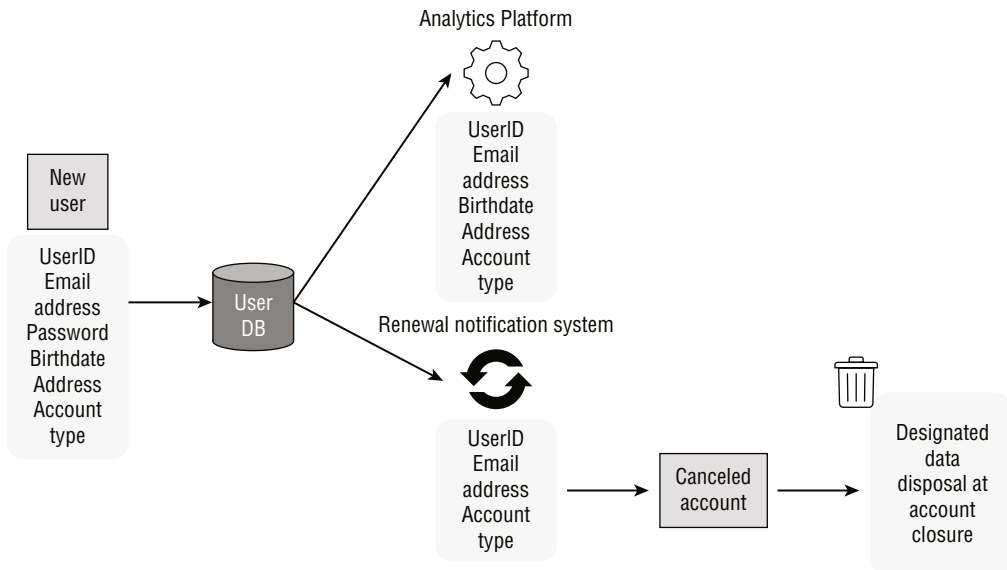 Analytics Platform
UserID
Email
address
Birthdate
Address
Account
type
New
user
UserID
Email
address
Password
Birthdate
Address
Account
type
User
DB
Renewal notification system
UserID
Email
address
Account
type
Canceled
account
Designated
data
disposal at
account
closure